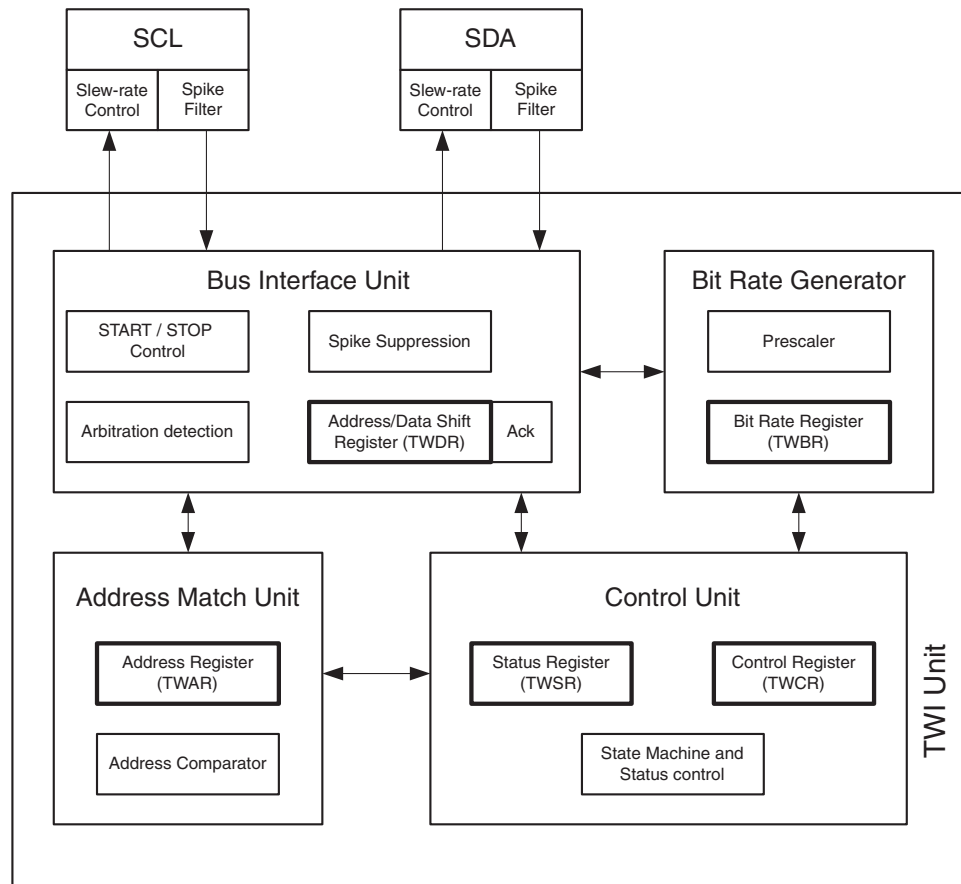 SCL
Slew-rate
Control
Spike
Filter
SDA
Slew-rate
Control
Spike
Filter
Bus Interface Unit
START / STOP
Control
Spike Suppression
Arbitration detection
Address/Data Shift
Register (TWDR)
Ack
Bit Rate Generator
Prescaler
Bit Rate Register
(TWBR)
Address Match Unit
Address Register
(TWAR)
Address Comparator
Control Unit
Status Register
(TWSR)
Control Register
(TWCR)
State Machine and
Status control
TWI Unit